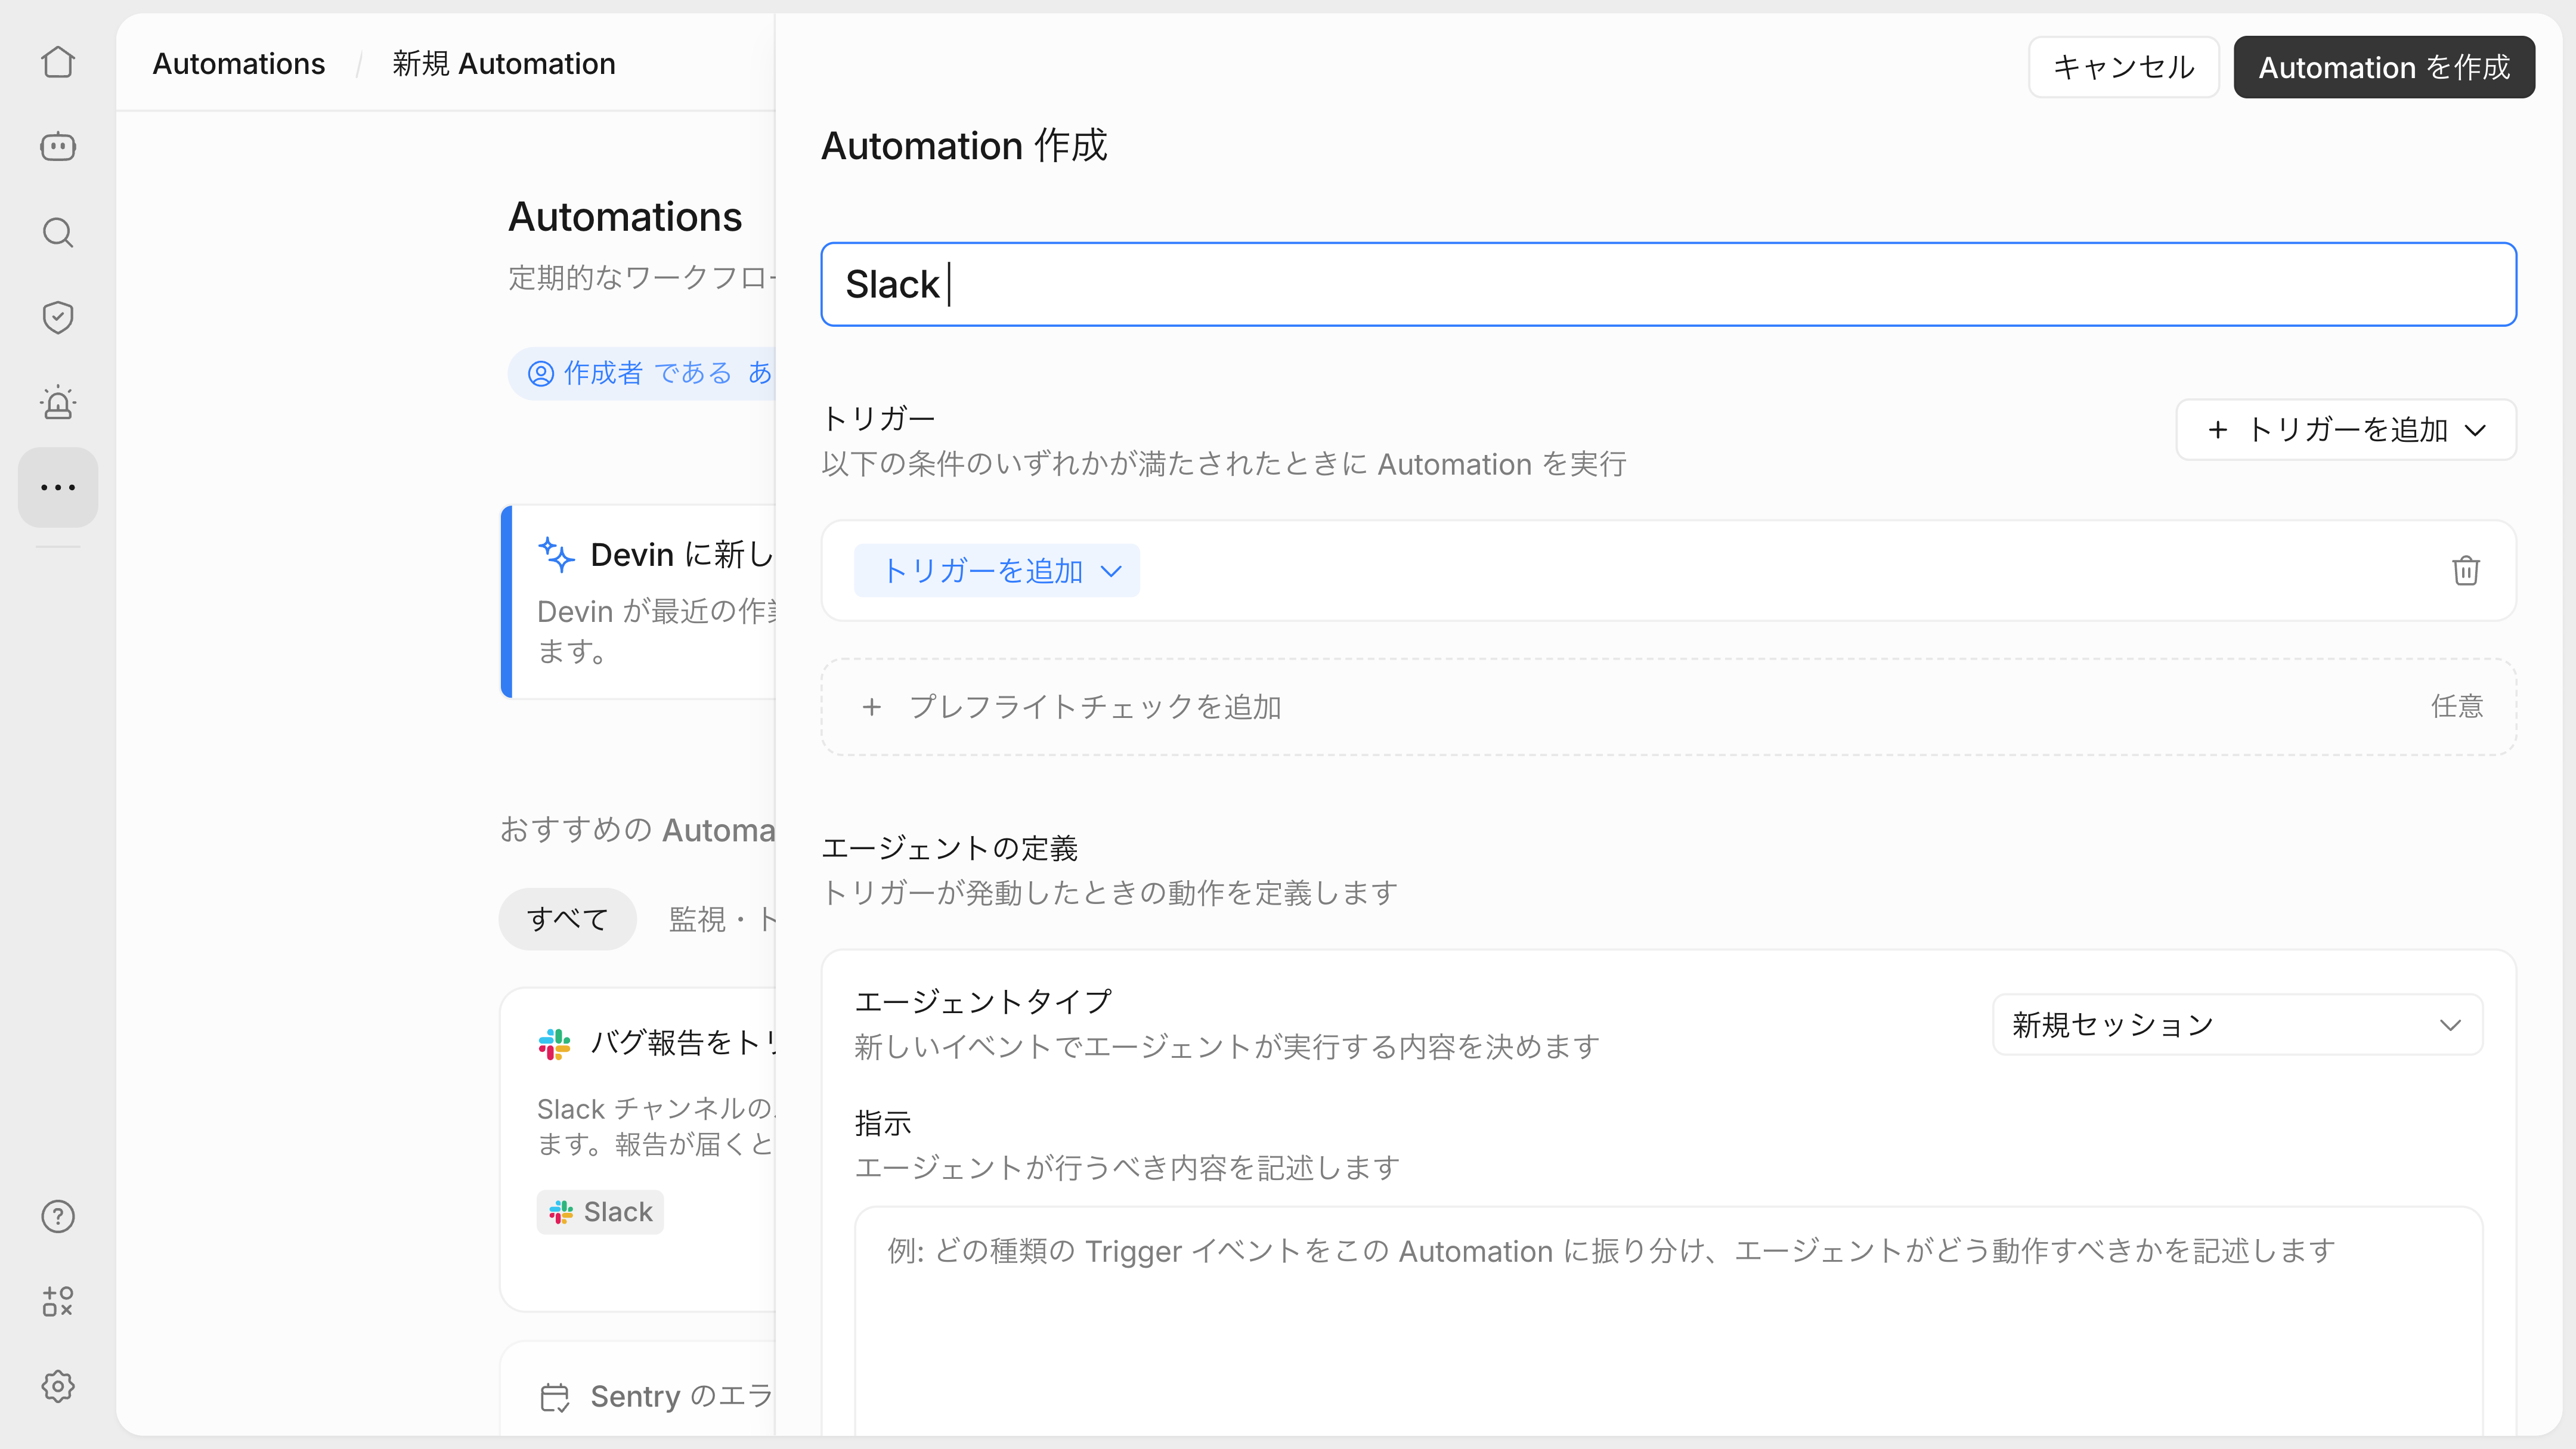 Automations / 新規 Automation
キャンセル
Automation を作成
Automations
定期的なワークフロ
作成者 である あ
Devin に新し
Devin が最近の作業
ます。
おすすめの Automa
すべて
監視・ト
バグ報告をトリ
Slack チャンネルの
ます。報告が届くと
Slack
Sentry のエラ
Automation 作成
Slack
トリガー
以下の条件のいずれかが満たされたときに Automation を実行
+ トリガーを追加
トリガーを追加
+ プレフライトチェックを追加
任意
エージェントの定義
トリガーが発動したときの動作を定義します
エージェントタイプ
新しいイベントでエージェントが実行する内容を決めます
新規セッション
指示
エージェントが行うべき内容を記述します
例: どの種類の Trigger イベントをこの Automation に振り分け、エージェントがどう動作すべきかを記述します